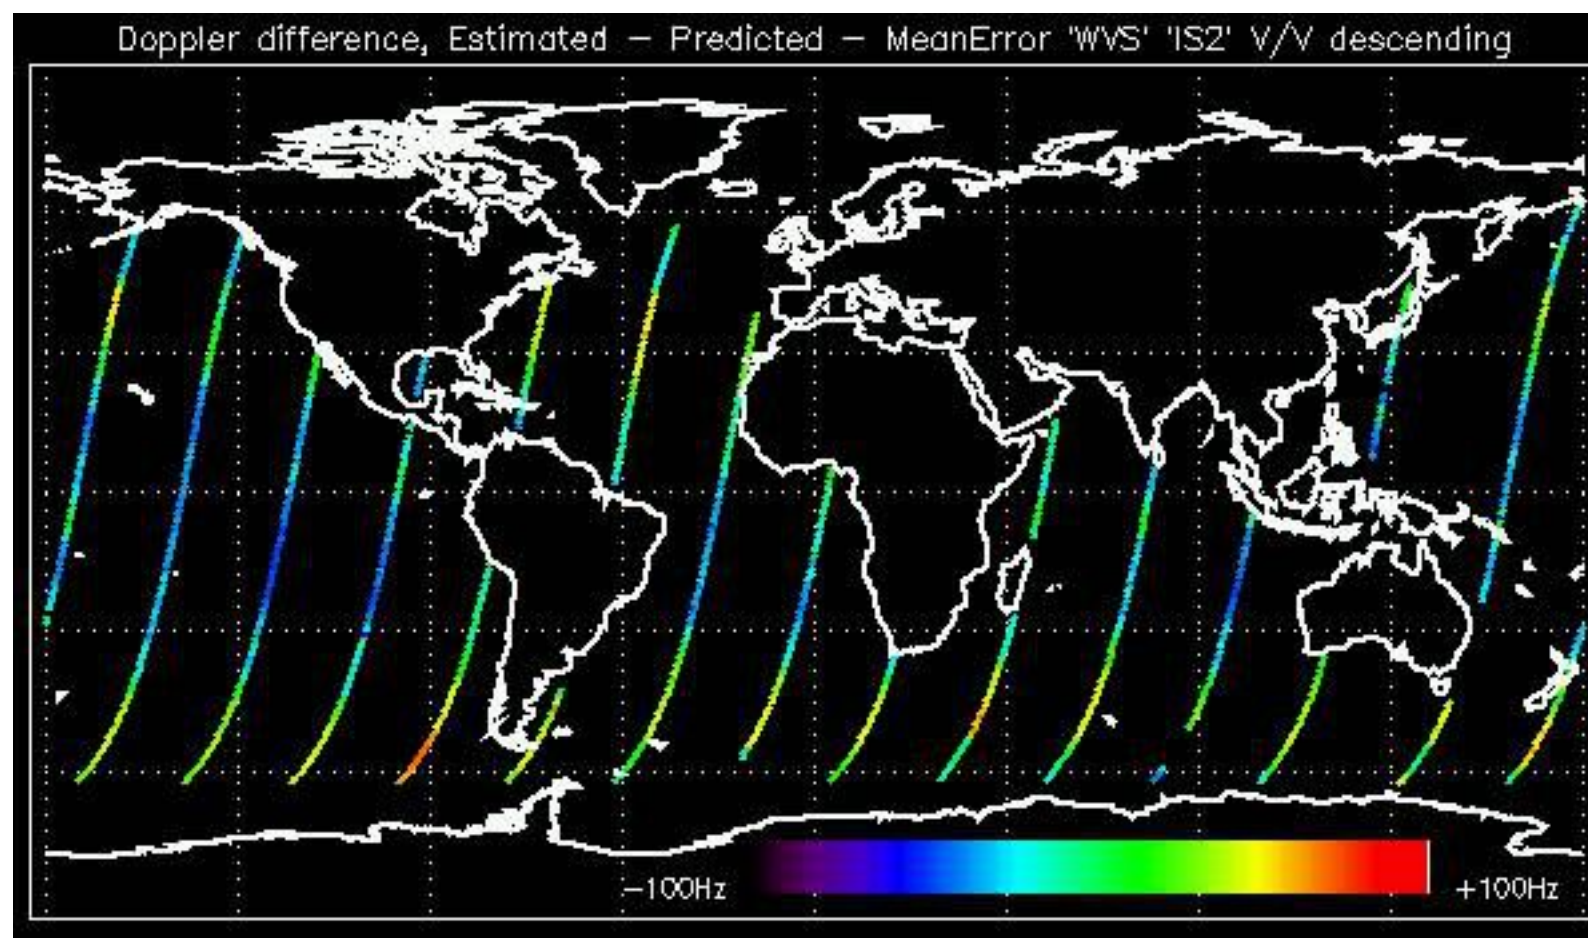 Doppler difference, Estimated − Predicted − MeanError 'WVS' 'IS2' V/V descending
−100Hz
+100Hz